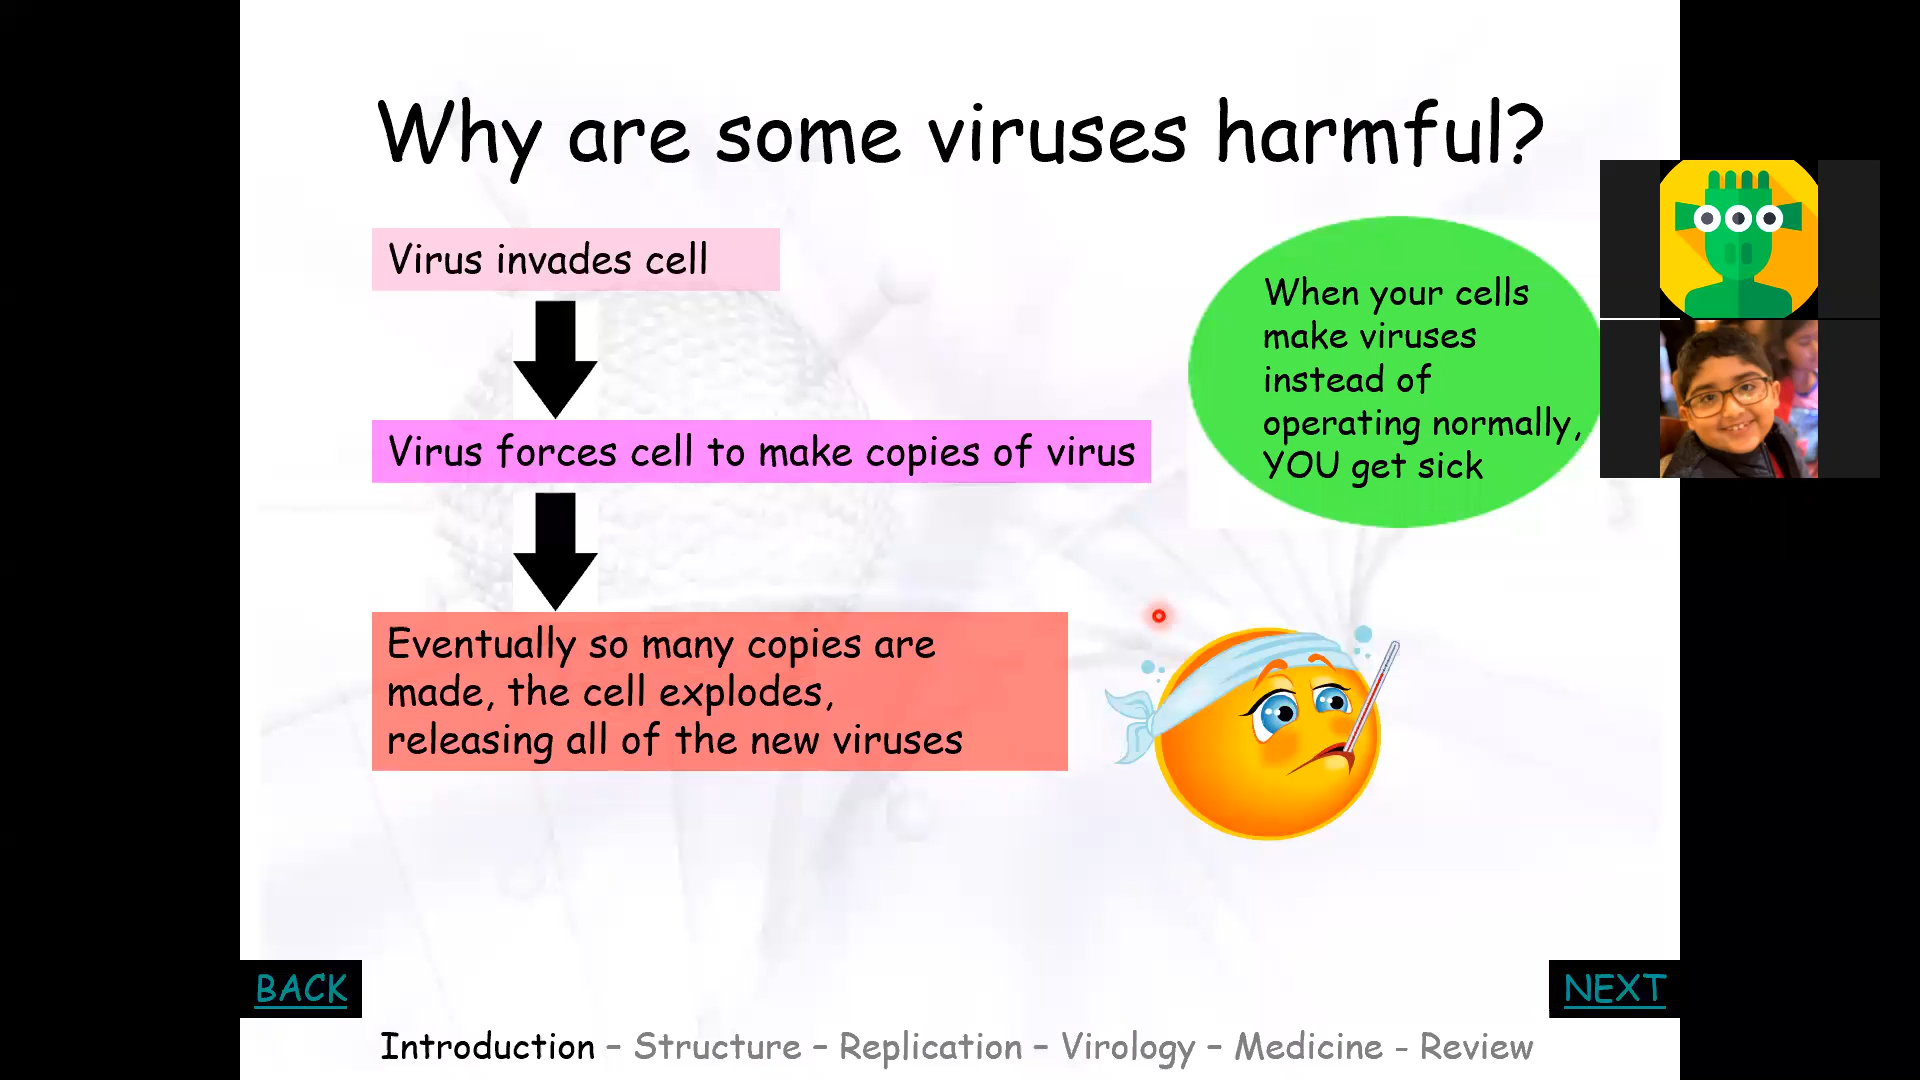 Why are some viruses harmful?
Virus invades cell
Virus forces cell to make copies of virus
Eventually so many copies are
made, the cell explodes,
releasing all of the new viruses
When your cells
make viruses
instead of
operating normally,
YOU get sick
BACK
NEXT
Introduction – Structure – Replication – Virology – Medicine - Review